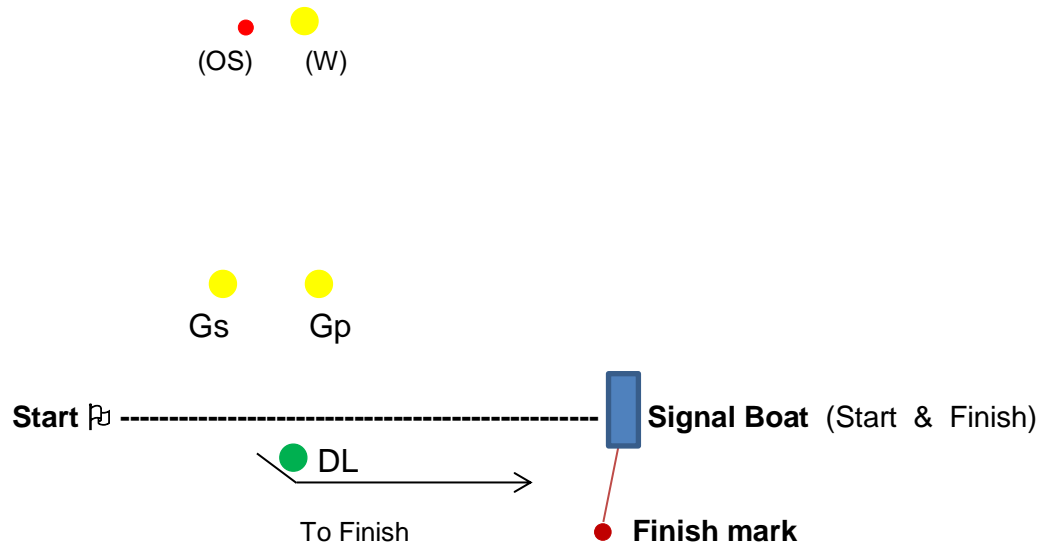 (OS) (W)
Gs Gp
Start Signal Boat (Start & Finish)
DL
To Finish Finish mark